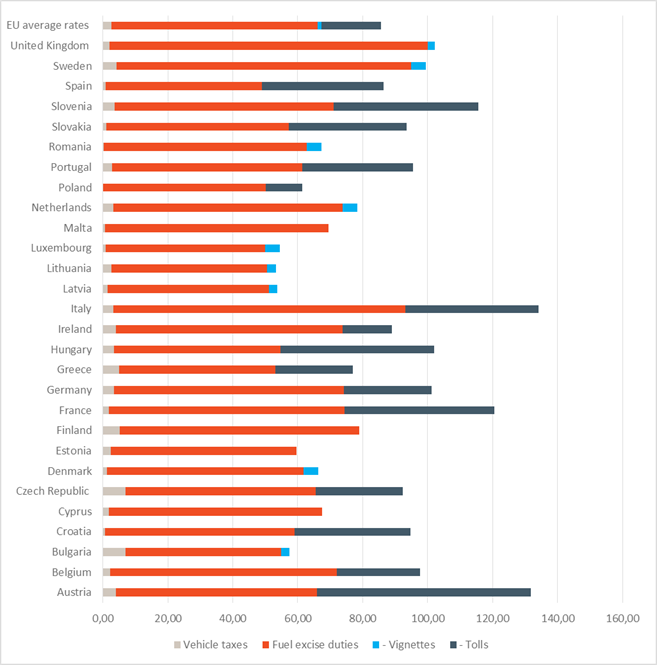 EU average rates
United Kingdom
Sweden
Spain
Slovenia
Slovakia
Romania
Portugal
Poland
Netherlands
Malta
Luxembourg
Lithuania
Latvia
Italy
Ireland
Hungary
Greece
Germany
France
Finland
Estonia
Denmark
Czech Republic
Cyprus
Croatia
Bulgaria
Belgium
Austria
0,00 20,00 40,00 60,00 80,00 100,00 120,00 140,00 160,00
Vehicle taxes Fuel excise duties - Vignettes - Tolls